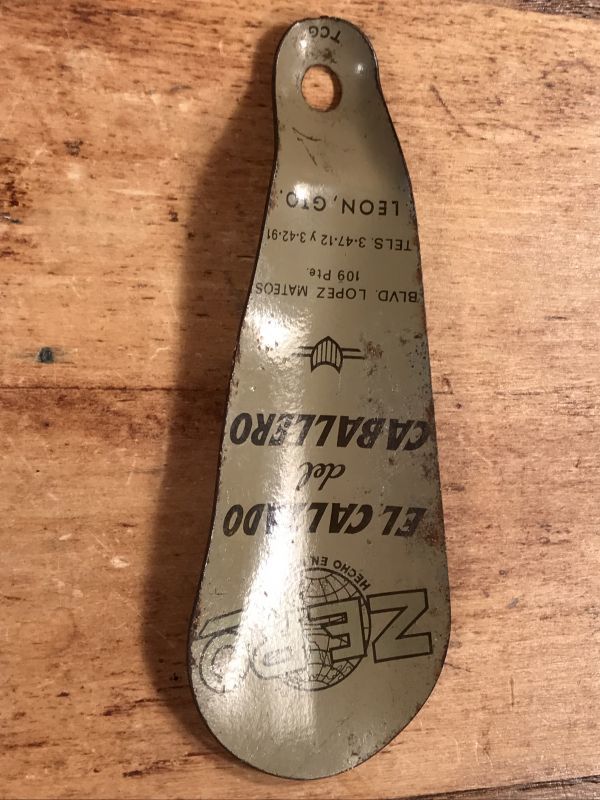 ZERO
HECHO EN
EL CALZADO
del
CABALLERO
BLVD. LOPEZ MATEOS
109 Pte.
TELS. 3-47-12 y 3-42-91
LEON, GTO.
TCG